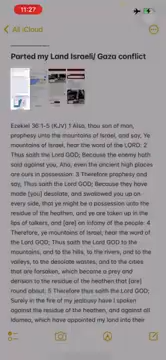 11:27
All iCloud
Parted my Land Israeli/ Gaza conflict
Ezekiel 36:1-5 (KJV) 1 Also, thou son of man,
prophesy unto the mountains of Israel, and say, Ye
mountains of Israel, hear the word of the LORD: 2
Thus saith the Lord GOD; Because the enemy hath
said against you, Aha, even the ancient high places
are ours in possession: 3 Therefore prophesy and
say, Thus saith the Lord GOD; Because they have
made [you] desolate, and swallowed you up on
every side, that ye might be a possession unto the
residue of the heathen, and ye are taken up in the
lips of talkers, and [are] an infamy of the people: 4
Therefore, ye mountains of Israel, hear the word of
the Lord GOD; Thus saith the Lord GOD to the
mountains, and to the hills, to the rivers, and to the
valleys, to the desolate wastes, and to the cities
that are forsaken, which became a prey and
derision to the residue of the heathen that [are]
round about; 5 Therefore thus saith the Lord GOD;
Surely in the fire of my jealousy have I spoken
against the residue of the heathen, and against all
Idumea, which have appointed my land into their